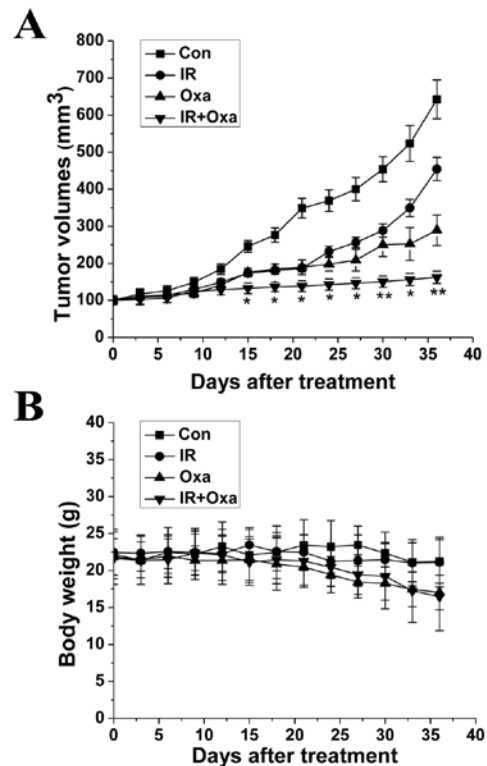 A
Con
IR
Oxa
IR+Oxa
Tumor volumes (mm3)
800
700
600
500
400
300
200
100
0
* * * * * ** * **
0 5 10 15 20 25 30 35 40
Days after treatment
B
Con
IR
Oxa
IR+Oxa
Body weight (g)
40
35
30
25
20
15
10
5
0
0 5 10 15 20 25 30 35 40
Days after treatment